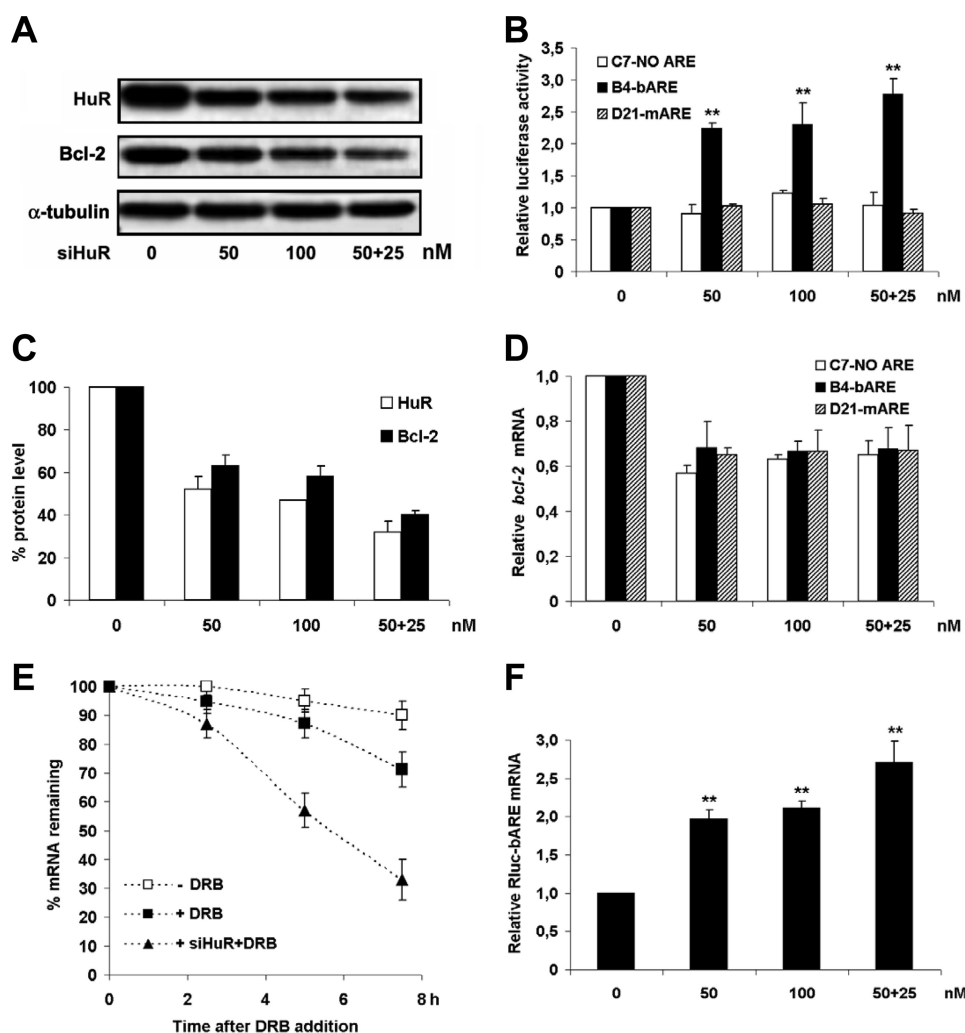 A
HuR
Bcl-2
α-tubulin
siHuR 0 50 100 50+25 nM
B
Relative luciferase activity
3,5
3,0
2,5
2,0
1,5
1,0
0,5
0
C7-NO ARE
B4-bARE
D21-mARE
**
**
**
0 50 100 50+25 nM
C
% protein level
100
80
60
40
20
0
HuR
Bcl-2
0 50 100 50+25 nM
D
Relative bcl-2 mRNA
1,0
0,8
0,6
0,4
0,2
0
C7-NO ARE
B4-bARE
D21-mARE
0 50 100 50+25 nM
E
% mRNA remaining
100
90
80
70
60
50
40
30
20
10
0
- DRB
+ DRB
+ siHuR+DRB
0 2 4 6 8 h
Time after DRB addition
F
Relative Rluc-bARE mRNA
3,0
2,5
2,0
1,5
1,0
0,5
0
**
**
**
0 50 100 50+25 nM